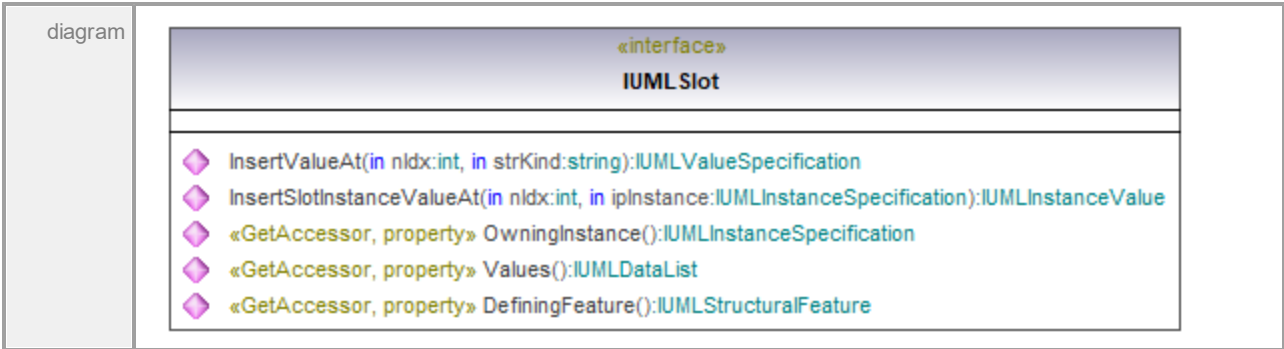 diagram
«interface»
IUMLSlot
InsertValueAt(in nIdx:int, in strKind:string):IUMLValueSpecification
InsertSlotInstanceValueAt(in nIdx:int, in ipInstance:IUMLInstanceSpecification):IUMLInstanceValue
«GetAccessor, property» OwningInstance():IUMLInstanceSpecification
«GetAccessor, property» Values():IUMLDataList
«GetAccessor, property» DefiningFeature():IUMLStructuralFeature